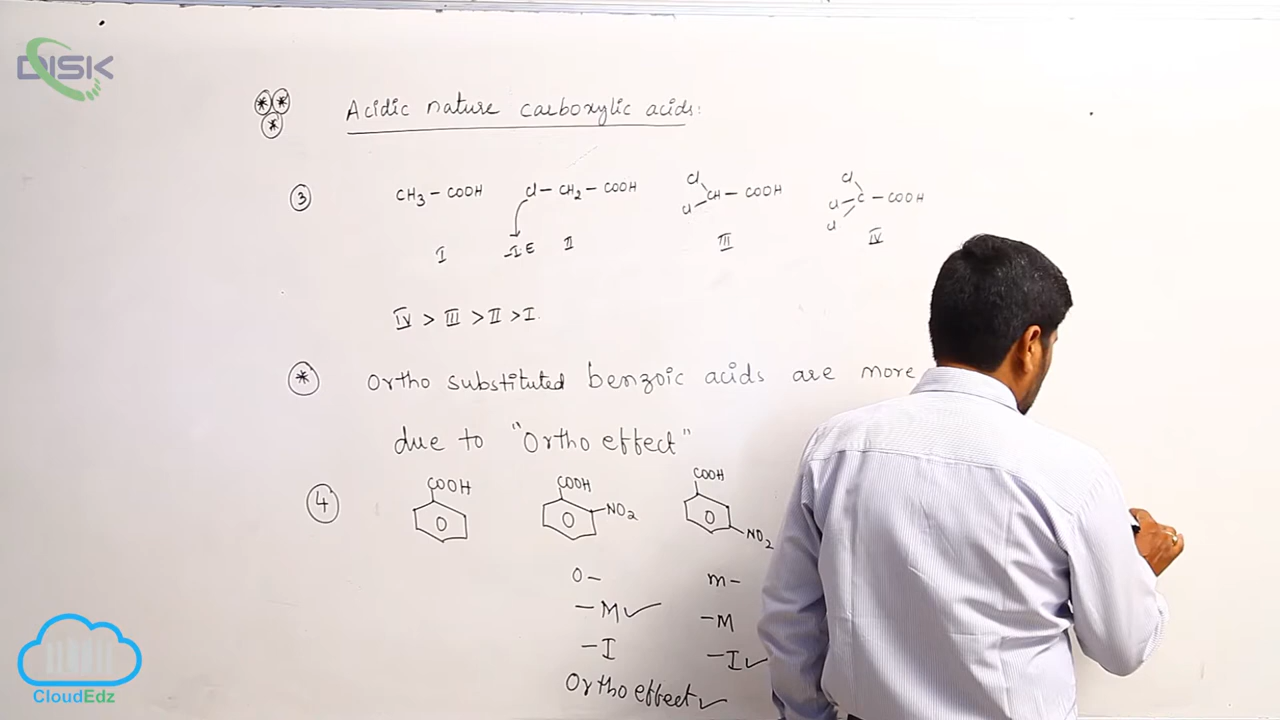 DISK
Acidic nature carboxylic acids:
3 CH3 - COOH Cl - CH2 - COOH Cl Cl CH - COOH Cl Cl Cl C - COOH
I -I.E II III IV
IV > III > II > I.
* Ortho substituted benzoic acids are more
due to "Ortho effect"
4 COOH COOH NO2 COOH NO2
O- m-
-M ✓ -M
-I -I ✓
Ortho effect ✓
CloudEdz